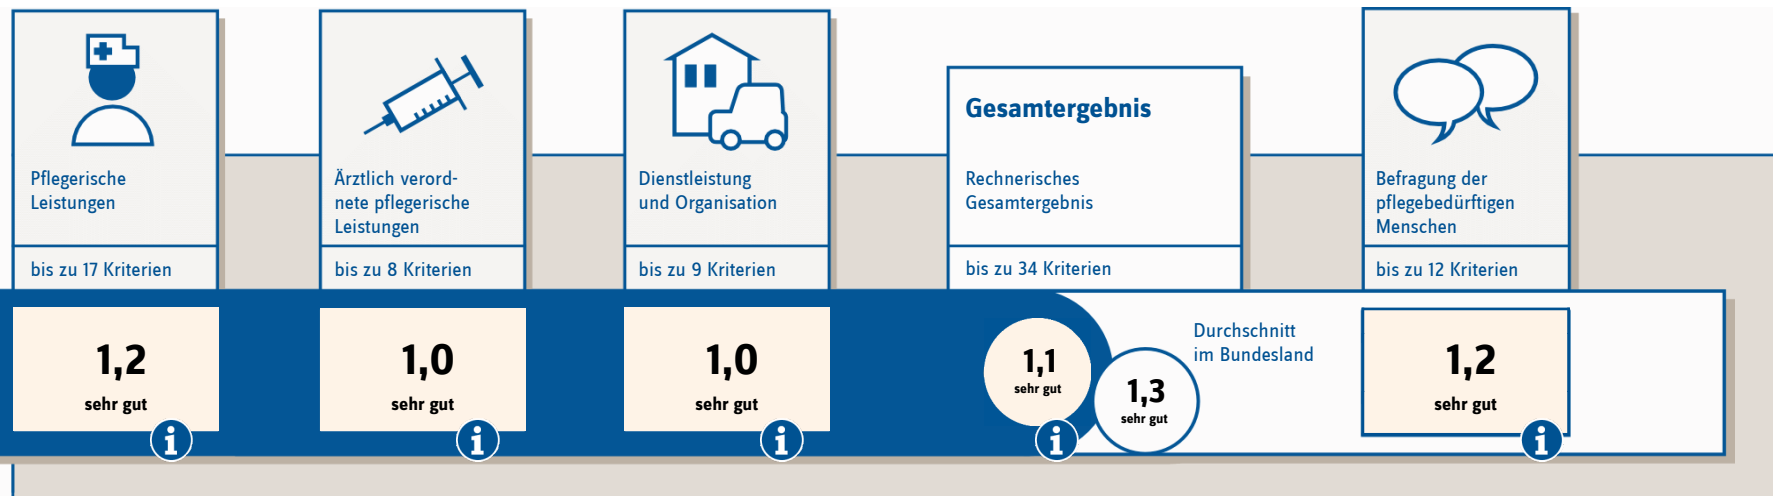 Pflegerische
Leistungen
bis zu 17 Kriterien
1,2
sehr gut
i
Ärztlich verord-
nete pflegerische
Leistungen
bis zu 8 Kriterien
1,0
sehr gut
i
Dienstleistung
und Organisation
bis zu 9 Kriterien
1,0
sehr gut
i
Gesamtergebnis
Rechnerisches
Gesamtergebnis
bis zu 34 Kriterien
1,1
sehr gut
i
1,3
sehr gut
Durchschnitt
im Bundesland
Befragung der
pflegebedürftigen
Menschen
bis zu 12 Kriterien
1,2
sehr gut
i